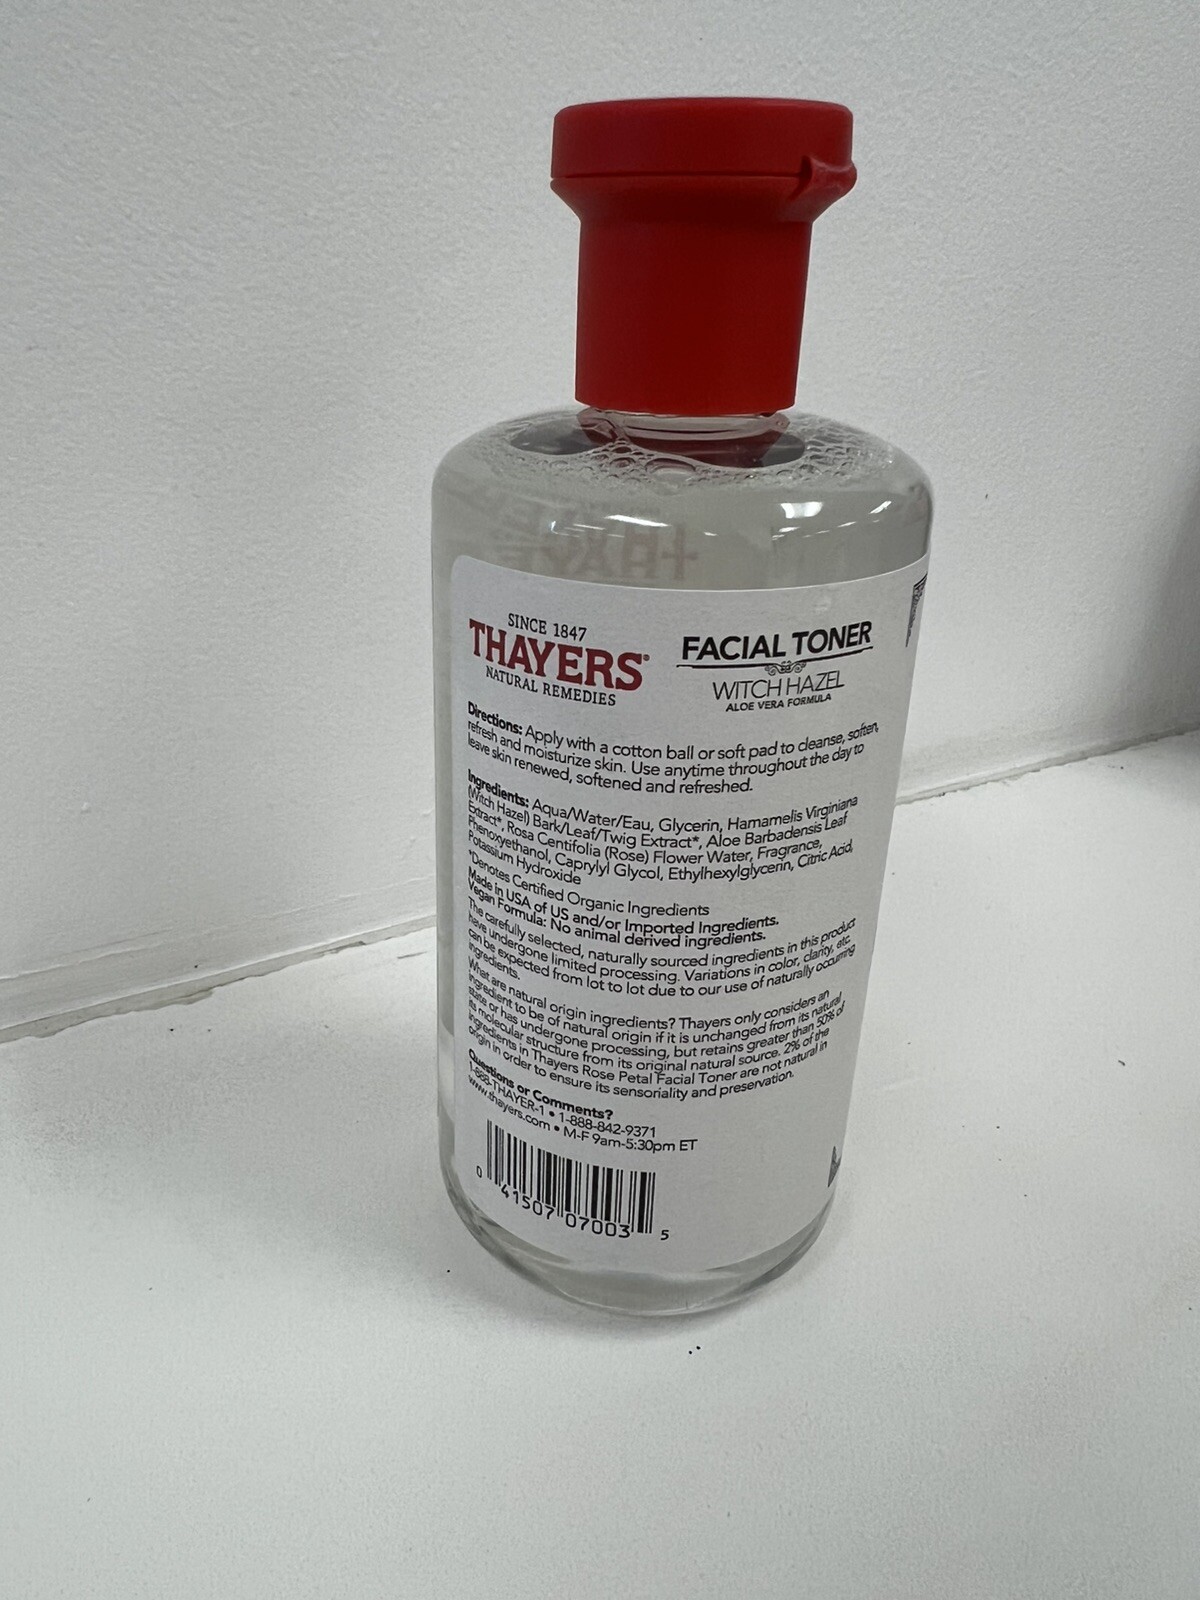 SINCE 1847
THAYERS®
NATURAL REMEDIES
FACIAL TONER
WITCH HAZEL
ALOE VERA FORMULA
Directions: Apply with a cotton ball or soft pad to cleanse, soften,
refresh and moisturize skin. Use anytime throughout the day to
leave skin renewed, softened and refreshed.
Ingredients: Aqua/Water/Eau, Glycerin, Hamamelis Virginiana
(Witch Hazel) Bark/Leaf/Twig Extract*, Aloe Barbadensis Leaf
Extract*, Rosa Centifolia (Rose) Flower Water, Fragrance,
Phenoxyethanol, Caprylyl Glycol, Ethylhexylglycerin, Citric Acid,
Potassium Hydroxide
*Denotes Certified Organic Ingredients
Made in USA of US and/or Imported Ingredients.
Vegan Formula: No animal derived ingredients.
The carefully selected, naturally sourced ingredients in this product
have undergone limited processing. Variations in color, clarity, etc.
can be expected from lot to lot due to our use of naturally occurring
ingredients.
What are natural origin ingredients? Thayers only considers an
ingredient to be of natural origin if it is unchanged from its natural
state or has undergone processing, but retains greater than 50% of
its molecular structure from its original natural source. 2% of the
ingredients in Thayers Rose Petal Facial Toner are not natural in
origin in order to ensure its sensoriality and preservation.
Questions or Comments?
1-888-THAYER-1 • 1-888-842-9371
www.thayers.com • M-F 9am-5:30pm ET
0 41507 07003 5